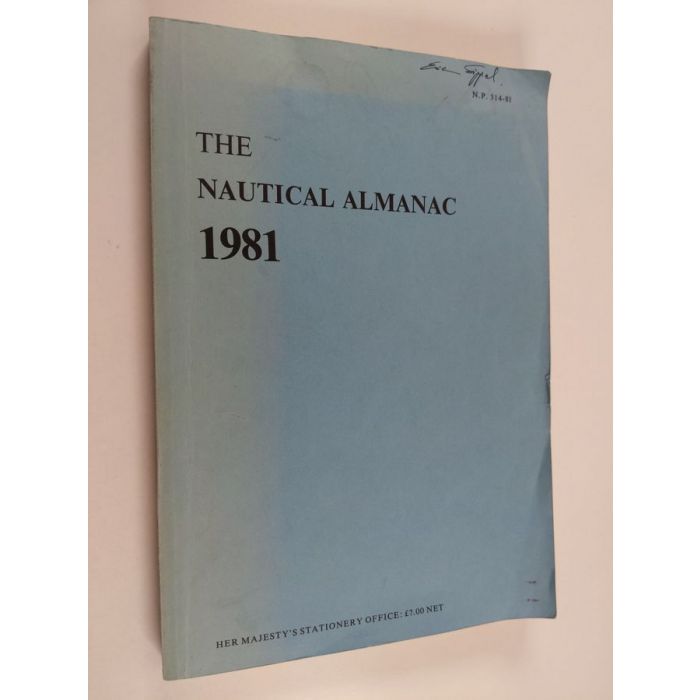 N.P. 314-81
THE
NAUTICAL ALMANAC
1981
HER MAJESTY'S STATIONERY OFFICE: £7.00 NET